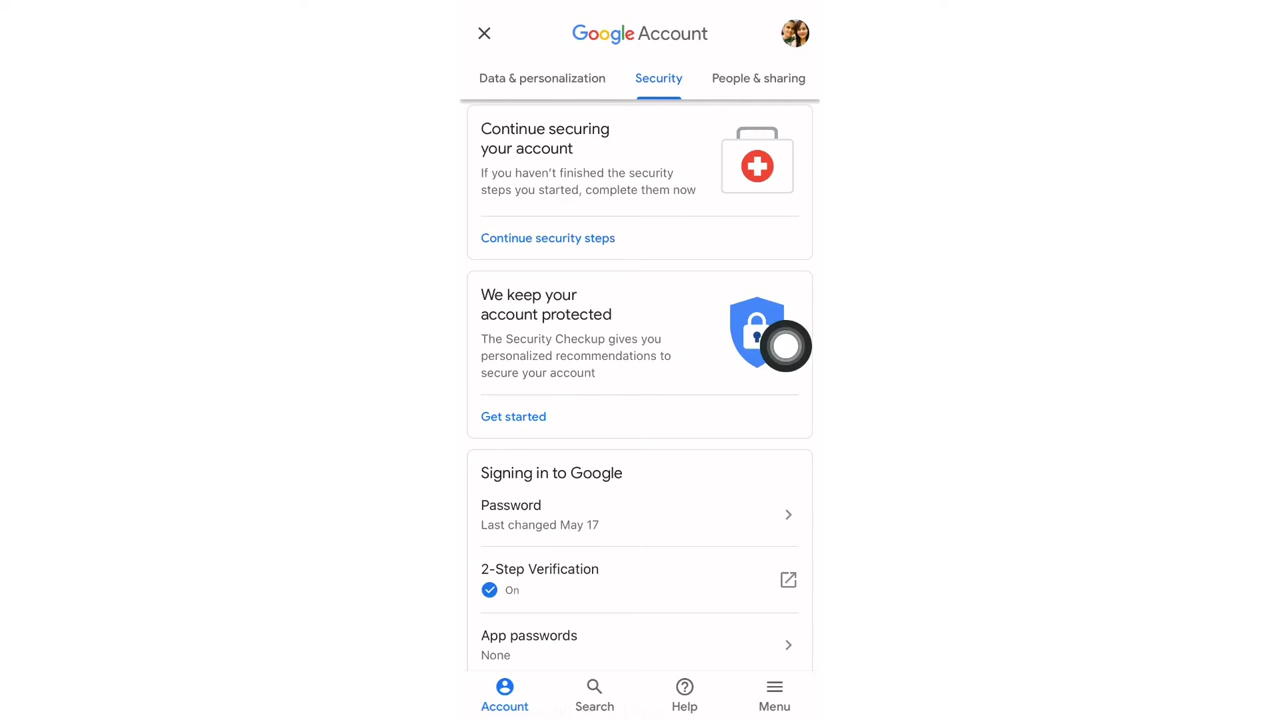 Google Account
Data & personalization Security People & sharing
Continue securing
your account
If you haven't finished the security
steps you started, complete them now
Continue security steps
We keep your
account protected
The Security Checkup gives you
personalized recommendations to
secure your account
Get started
Signing in to Google
Password
Last changed May 17
2-Step Verification
On
App passwords
None
Account Search Help Menu